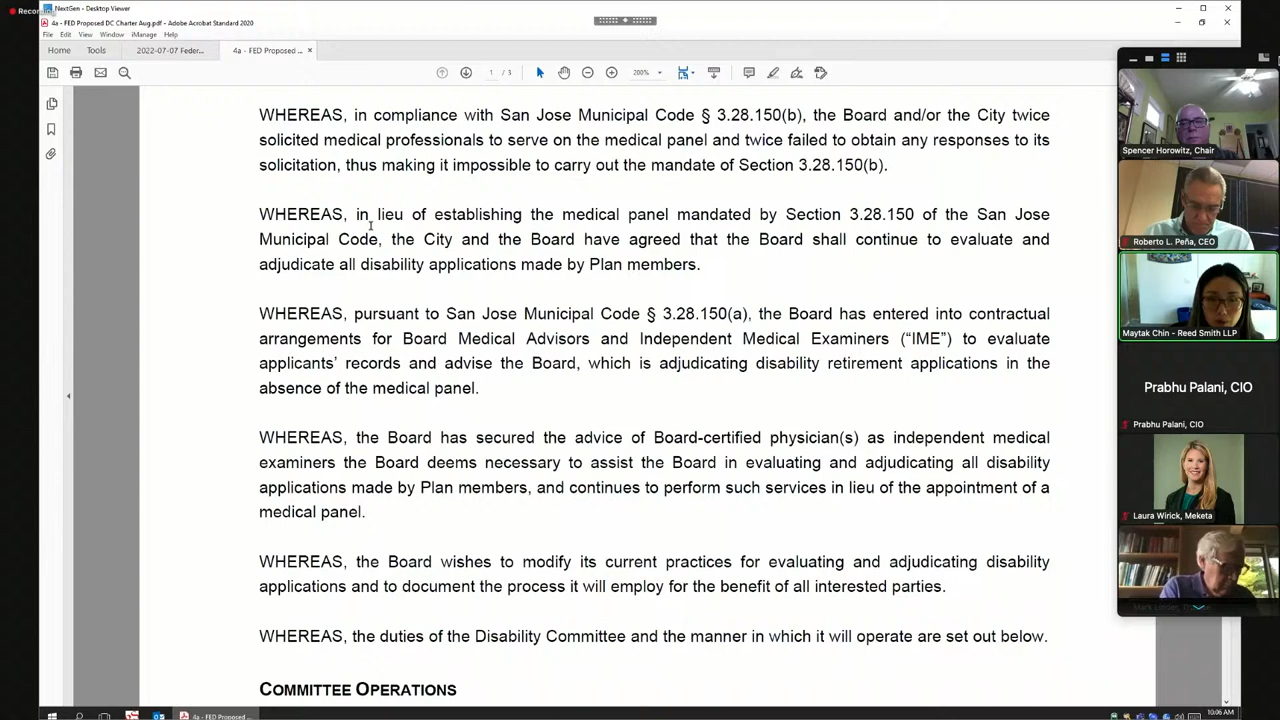 Recording
NextGen - Desktop Viewer
4a - FED Proposed DC Charter Aug.pdf - Adobe Acrobat Standard 2020
File Edit View Window iManage Help
Home Tools 2022-07-07 Feder... 4a - FED Proposed ... ×
1 / 3 200%
WHEREAS, in compliance with San Jose Municipal Code § 3.28.150(b), the Board and/or the City twice
solicited medical professionals to serve on the medical panel and twice failed to obtain any responses to its
solicitation, thus making it impossible to carry out the mandate of Section 3.28.150(b).
WHEREAS, in lieu of establishing the medical panel mandated by Section 3.28.150 of the San Jose
Municipal Code, the City and the Board have agreed that the Board shall continue to evaluate and
adjudicate all disability applications made by Plan members.
WHEREAS, pursuant to San Jose Municipal Code § 3.28.150(a), the Board has entered into contractual
arrangements for Board Medical Advisors and Independent Medical Examiners (“IME”) to evaluate
applicants’ records and advise the Board, which is adjudicating disability retirement applications in the
absence of the medical panel.
WHEREAS, the Board has secured the advice of Board-certified physician(s) as independent medical
examiners the Board deems necessary to assist the Board in evaluating and adjudicating all disability
applications made by Plan members, and continues to perform such services in lieu of the appointment of a
medical panel.
WHEREAS, the Board wishes to modify its current practices for evaluating and adjudicating disability
applications and to document the process it will employ for the benefit of all interested parties.
WHEREAS, the duties of the Disability Committee and the manner in which it will operate are set out below.
COMMITTEE OPERATIONS
Spencer Horowitz, Chair
Roberto L. Peña, CEO
Maytak Chin - Reed Smith LLP
Prabhu Palani, CIO
Prabhu Palani, CIO
Laura Wirick, Meketa
4a - FED Proposed ...
10:06 AM